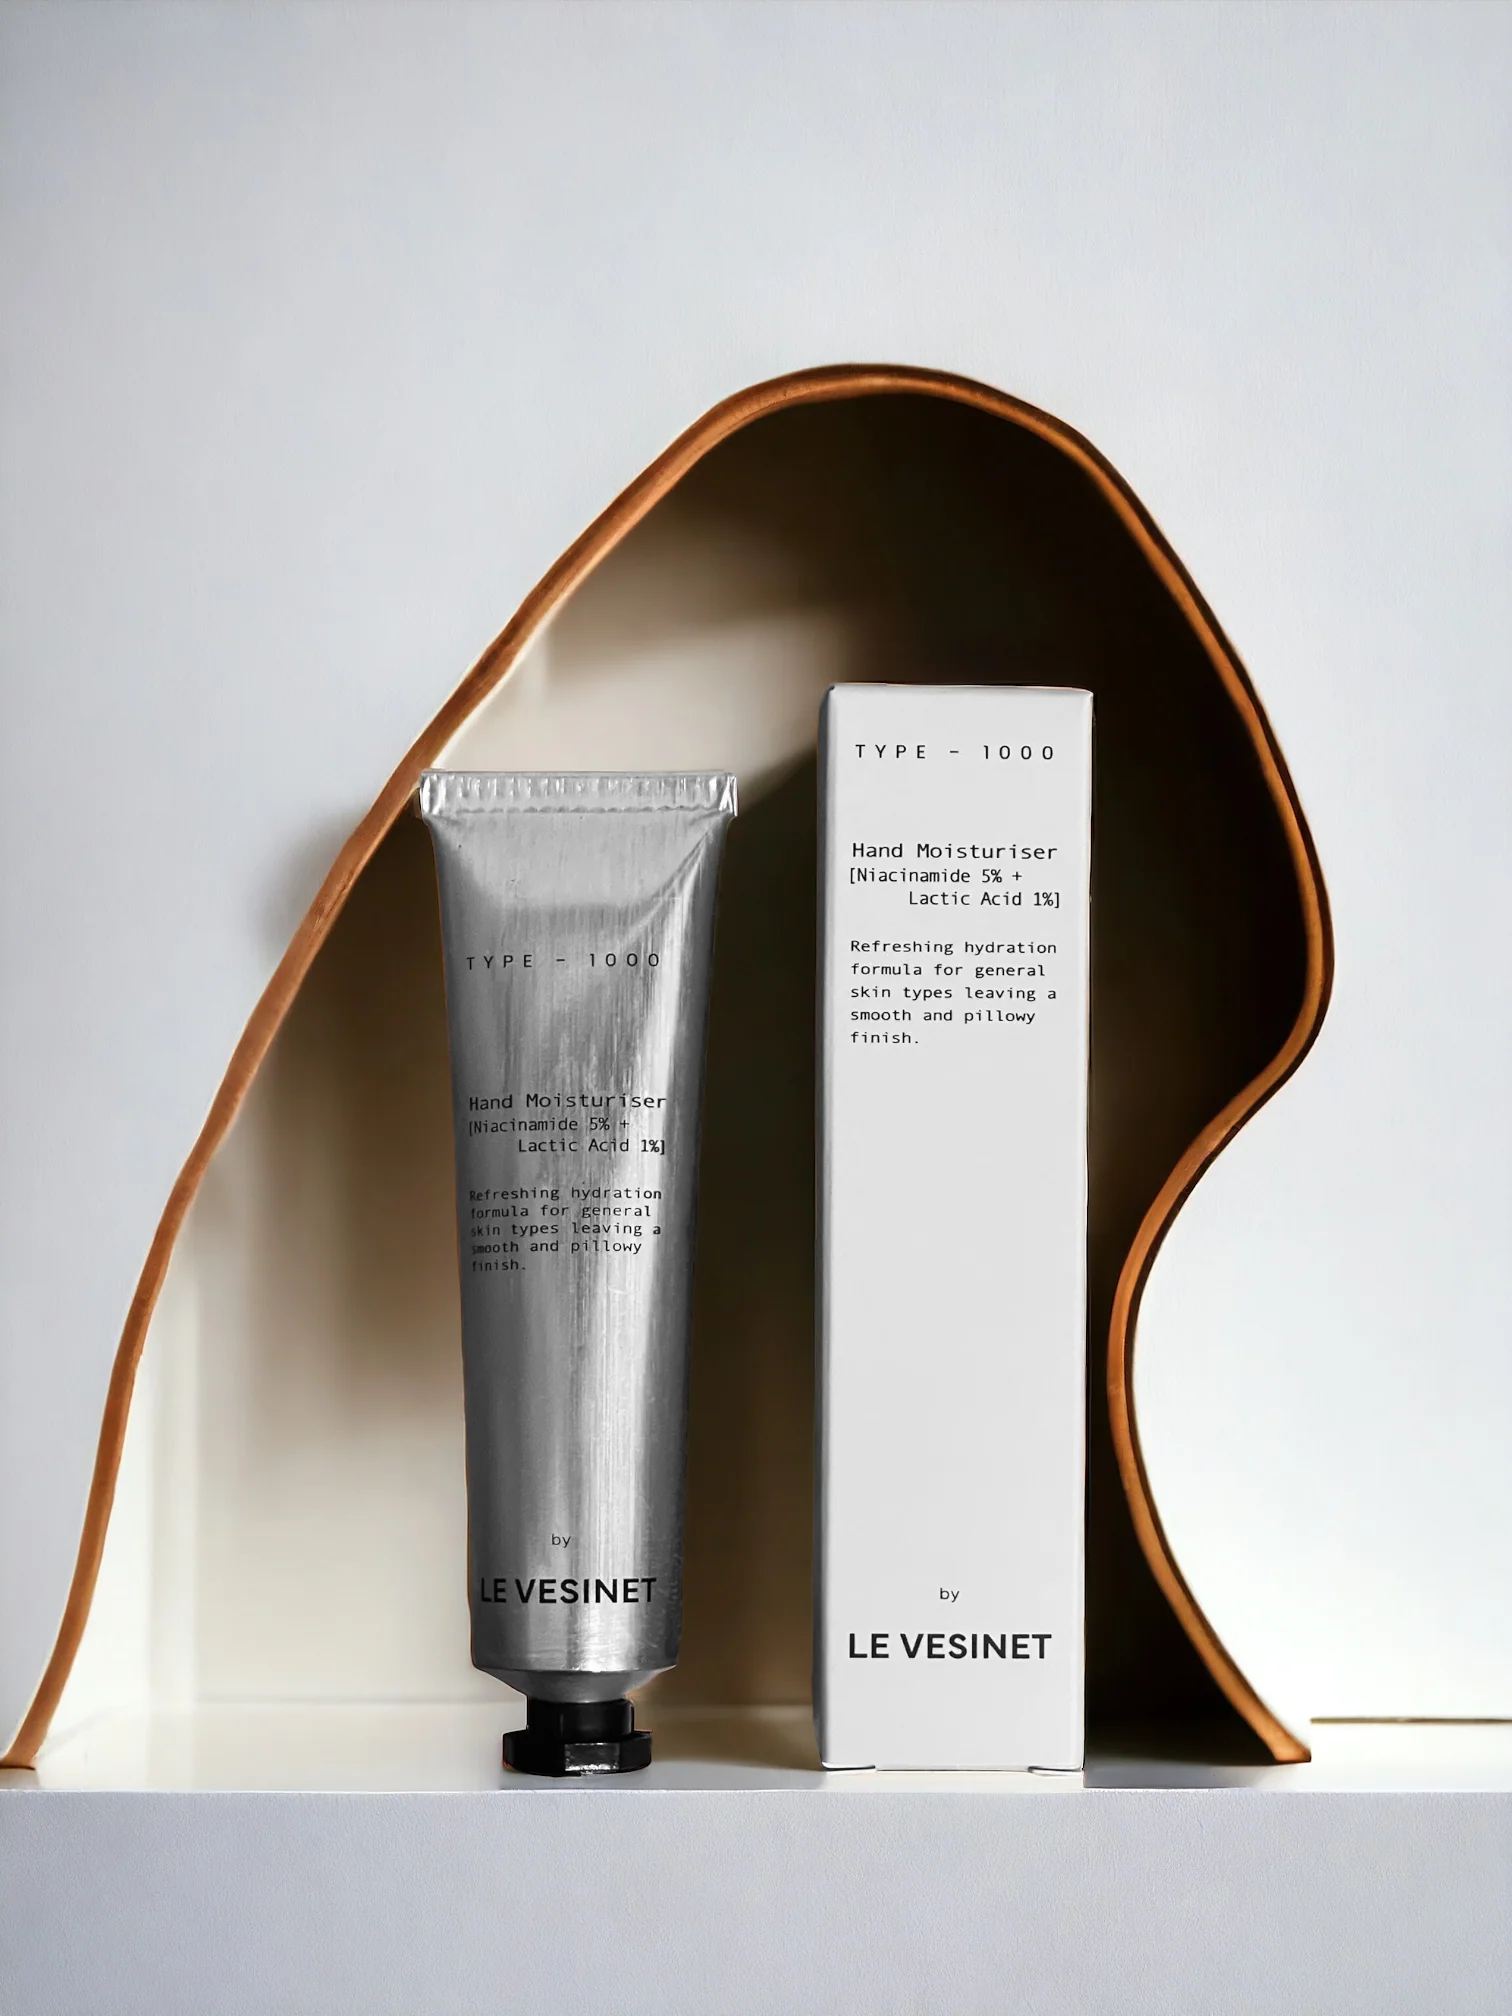 TYPE - 1000
Hand Moisturiser
[Niacinamide 5% +
Lactic Acid 1%]
Refreshing hydration
formula for general
skin types leaving a
smooth and pillowy
finish.
by
LE VESINET
TYPE - 1000
Hand Moisturiser
[Niacinamide 5% +
Lactic Acid 1%]
Refreshing hydration
formula for general
skin types leaving a
smooth and pillowy
finish.
by
LE VESINET